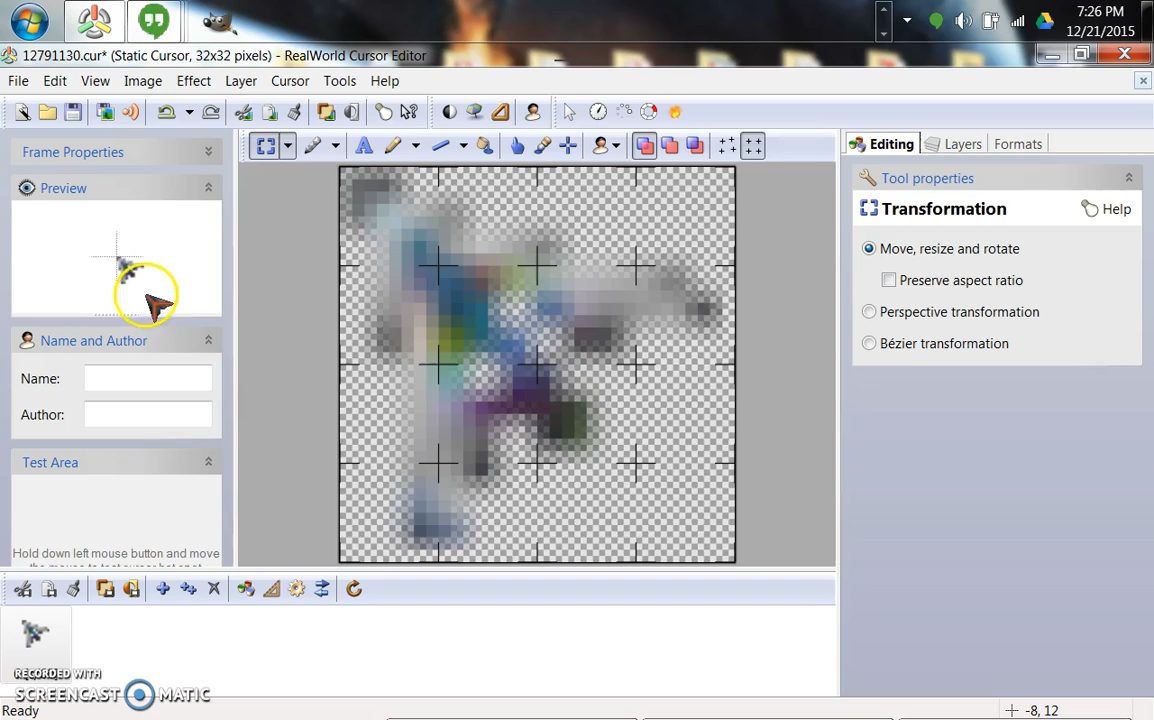 7:26 PM
12/21/2015
12791130.cur* (Static Cursor, 32x32 pixels) - RealWorld Cursor Editor
File Edit View Image Effect Layer Cursor Tools Help
Frame Properties
Preview
Name and Author
Name:
Author:
Test Area
Hold down left mouse button and move
Editing Layers Formats
Tool properties
Transformation Help
Move, resize and rotate
Preserve aspect ratio
Perspective transformation
Bézier transformation
RECORDED WITH
SCREENCAST MATIC
Ready
-8, 12